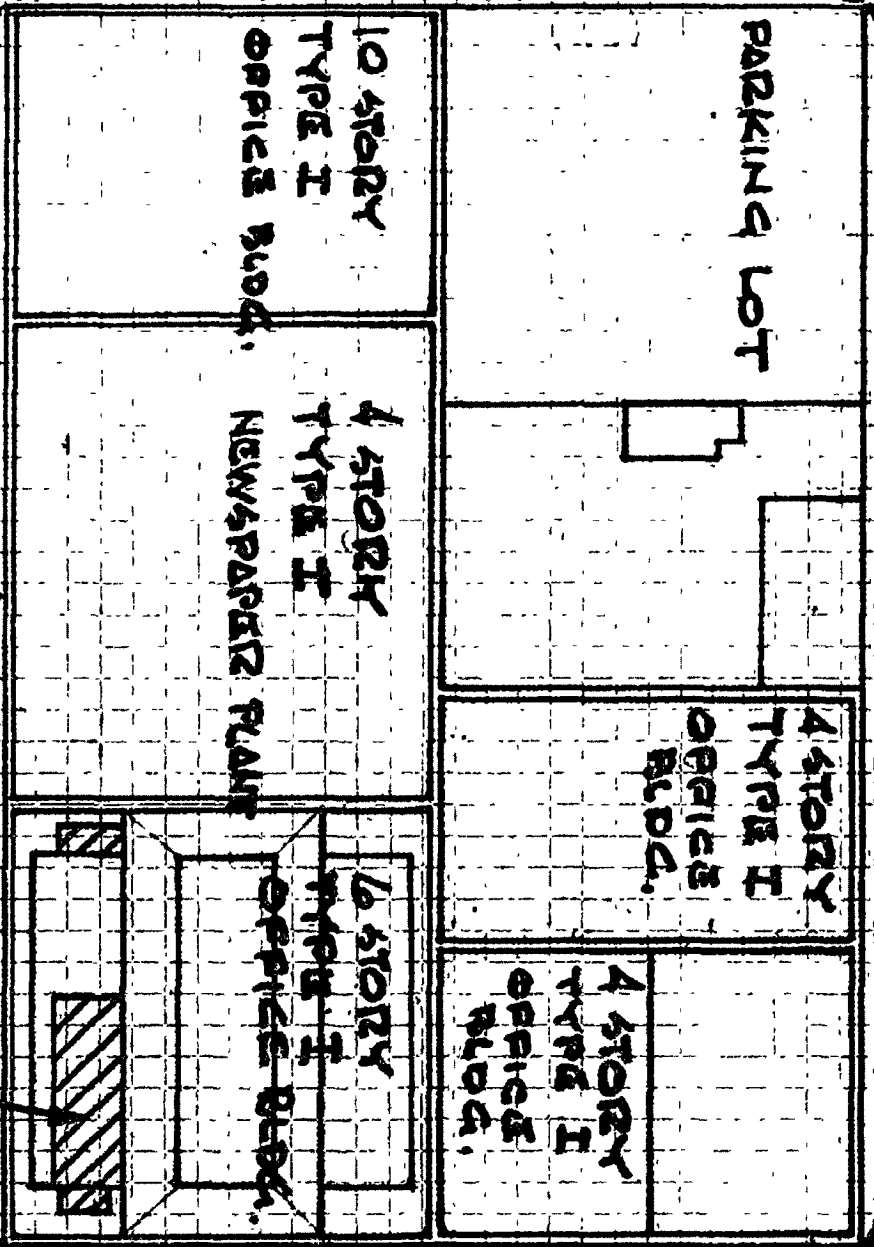 PARKING LOT
10 STORY
TYPE I
OFFICE BLDG.
4 STORY
TYPE I
NEWSPAPER PLANT
4 STORY
TYPE I
OFFICE
BLDG.
6 STORY
TYPE I
OFFICE BLDG.
4 STORY
TYPE I
OFFICE
BLDG.